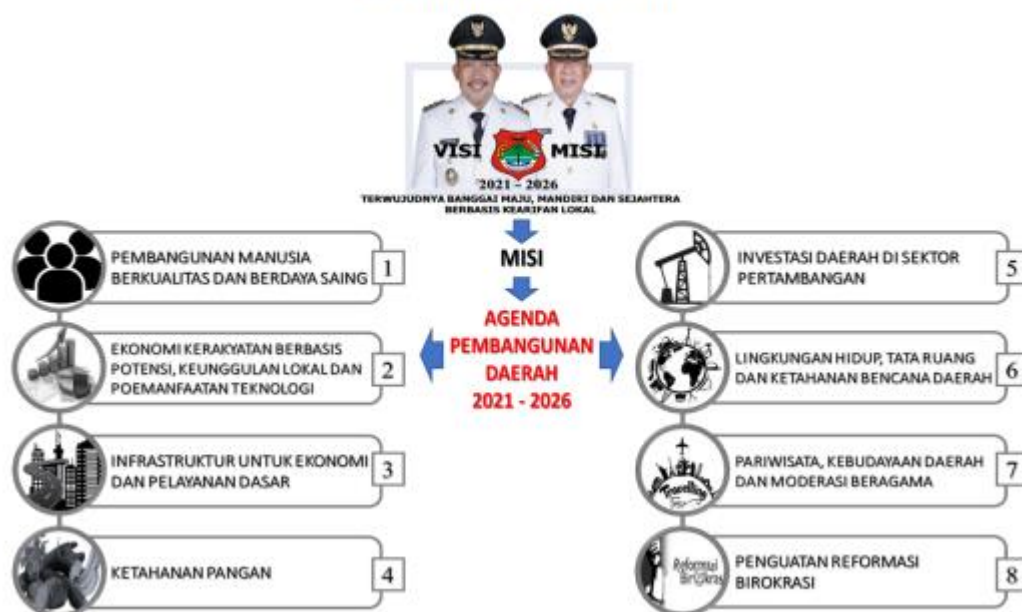 VISI MISI
2021 - 2026
TERWUJUDNYA BANGGAI MAJU, MANDIRI DAN SEJAHTERA
BERBASIS KEARIFAN LOKAL
MISI
AGENDA
PEMBANGUNAN
DAERAH
2021 - 2026
PEMBANGUNAN MANUSIA
BERKUALITAS DAN BERDAYA SAING
1
EKONOMI KERAKYATAN BERBASIS
POTENSI, KEUNGGULAN LOKAL DAN
POEMANFAATAN TEKNOLOGI
2
INFRASTRUKTUR UNTUK EKONOMI
DAN PELAYANAN DASAR
3
KETAHANAN PANGAN
4
INVESTASI DAERAH DI SEKTOR
PERTAMBANGAN
5
LINGKUNGAN HIDUP, TATA RUANG
DAN KETAHANAN BENCANA DAERAH
6
Travelling
PARIWISATA, KEBUDAYAAN DAERAH
DAN MODERASI BERAGAMA
7
Reformasi
Birokrasi
PENGUATAN REFORMASI
BIROKRASI
8